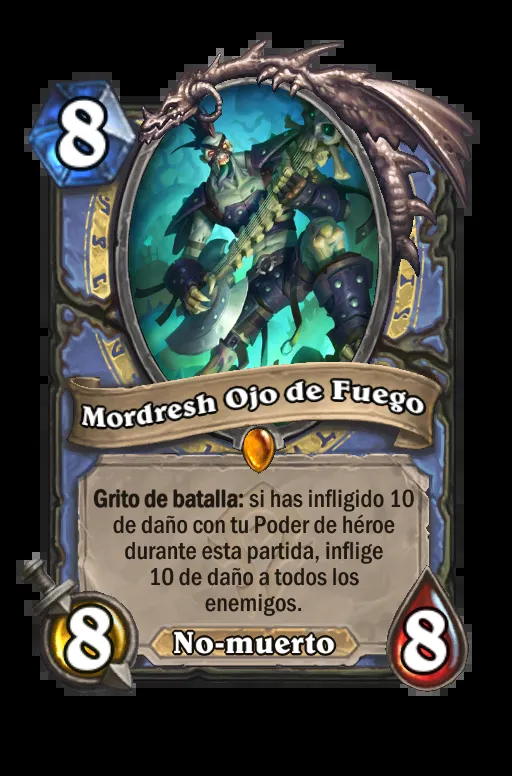 8
Mordresh Ojo de Fuego
Grito de batalla: si has infligido 10
de daño con tu Poder de héroe
durante esta partida, inflige
10 de daño a todos los
enemigos.
8
No-muerto
8